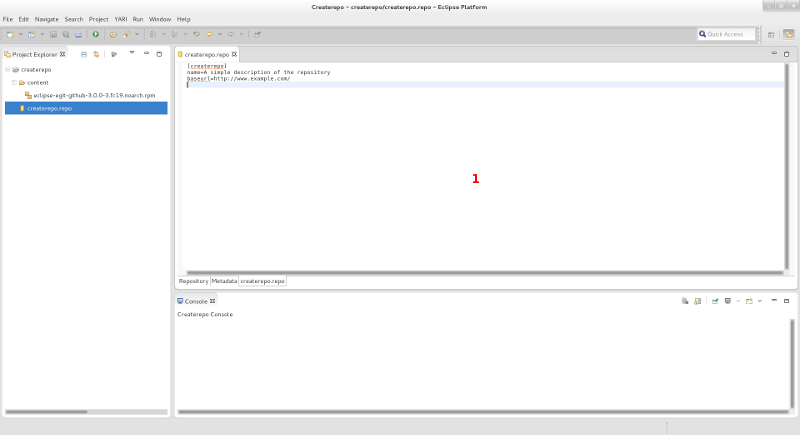 Createrepo - createrepo/createrepo.repo - Eclipse Platform
File Edit Navigate Search Project YARI Run Window Help
Quick Access
Project Explorer
createrepo
content
eclipse-egit-github-3.0.0-3.fc19.noarch.rpm
createrepo.repo
createrepo.repo
[createrepo]
name=A simple description of the repository
baseurl=http://www.example.com/
1
Repository Metadata createrepo.repo
Console
Createrepo Console